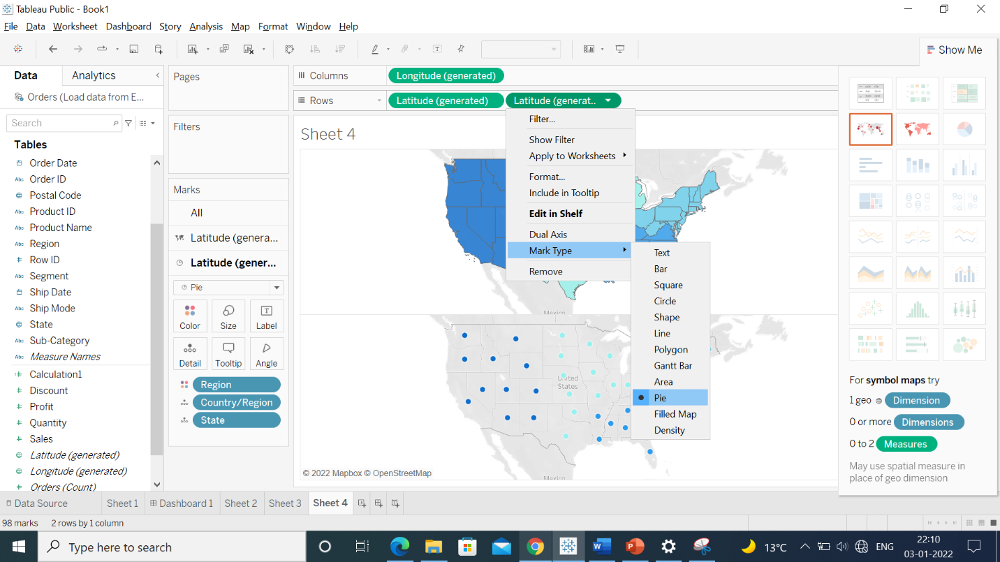 Tableau Public - Book1
File Data Worksheet Dashboard Story Analysis Map Format Window Help
Show Me
Data Analytics
Orders (Load data from E...
Search
Tables
Order Date
Abc Order ID
Postal Code
Abc Product ID
Abc Product Name
Abc Region
# Row ID
Abc Segment
Ship Date
Abc Ship Mode
State
Abc Sub-Category
Abc Measure Names
Calculation1
# Discount
# Profit
# Quantity
# Sales
Latitude (generated)
Longitude (generated)
# Orders (Count)
Pages
Filters
Marks
All
Latitude (genera...
Latitude (gener...
Pie
Color Size Label
Detail Tooltip Angle
Region
Country/Region
State
Columns Longitude (generated)
Rows Latitude (generated) Latitude (generat..
Sheet 4
Filter...
Show Filter
Apply to Worksheets
Format...
Include in Tooltip
Edit in Shelf
Dual Axis
Mark Type
Remove
Text
Bar
Square
Circle
Shape
Line
Polygon
Gantt Bar
Area
Pie
Filled Map
Density
Mexico
United
States
Mexico
© 2022 Mapbox © OpenStreetMap
For symbol maps try
1 geo Dimension
0 or more Dimensions
0 to 2 Measures
May use spatial measure in
place of geo dimension
Data Source Sheet 1 Dashboard 1 Sheet 2 Sheet 3 Sheet 4
98 marks 2 rows by 1 column
Type here to search
13°C ENG
22:10
03-01-2022